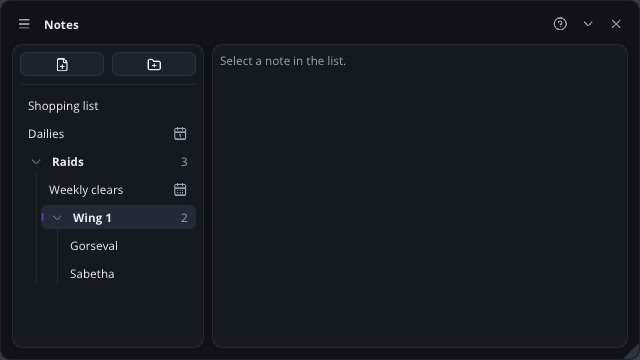 Notes
Select a note in the list.
Shopping list
Dailies
Raids 3
Weekly clears
Wing 1 2
Gorseval
Sabetha